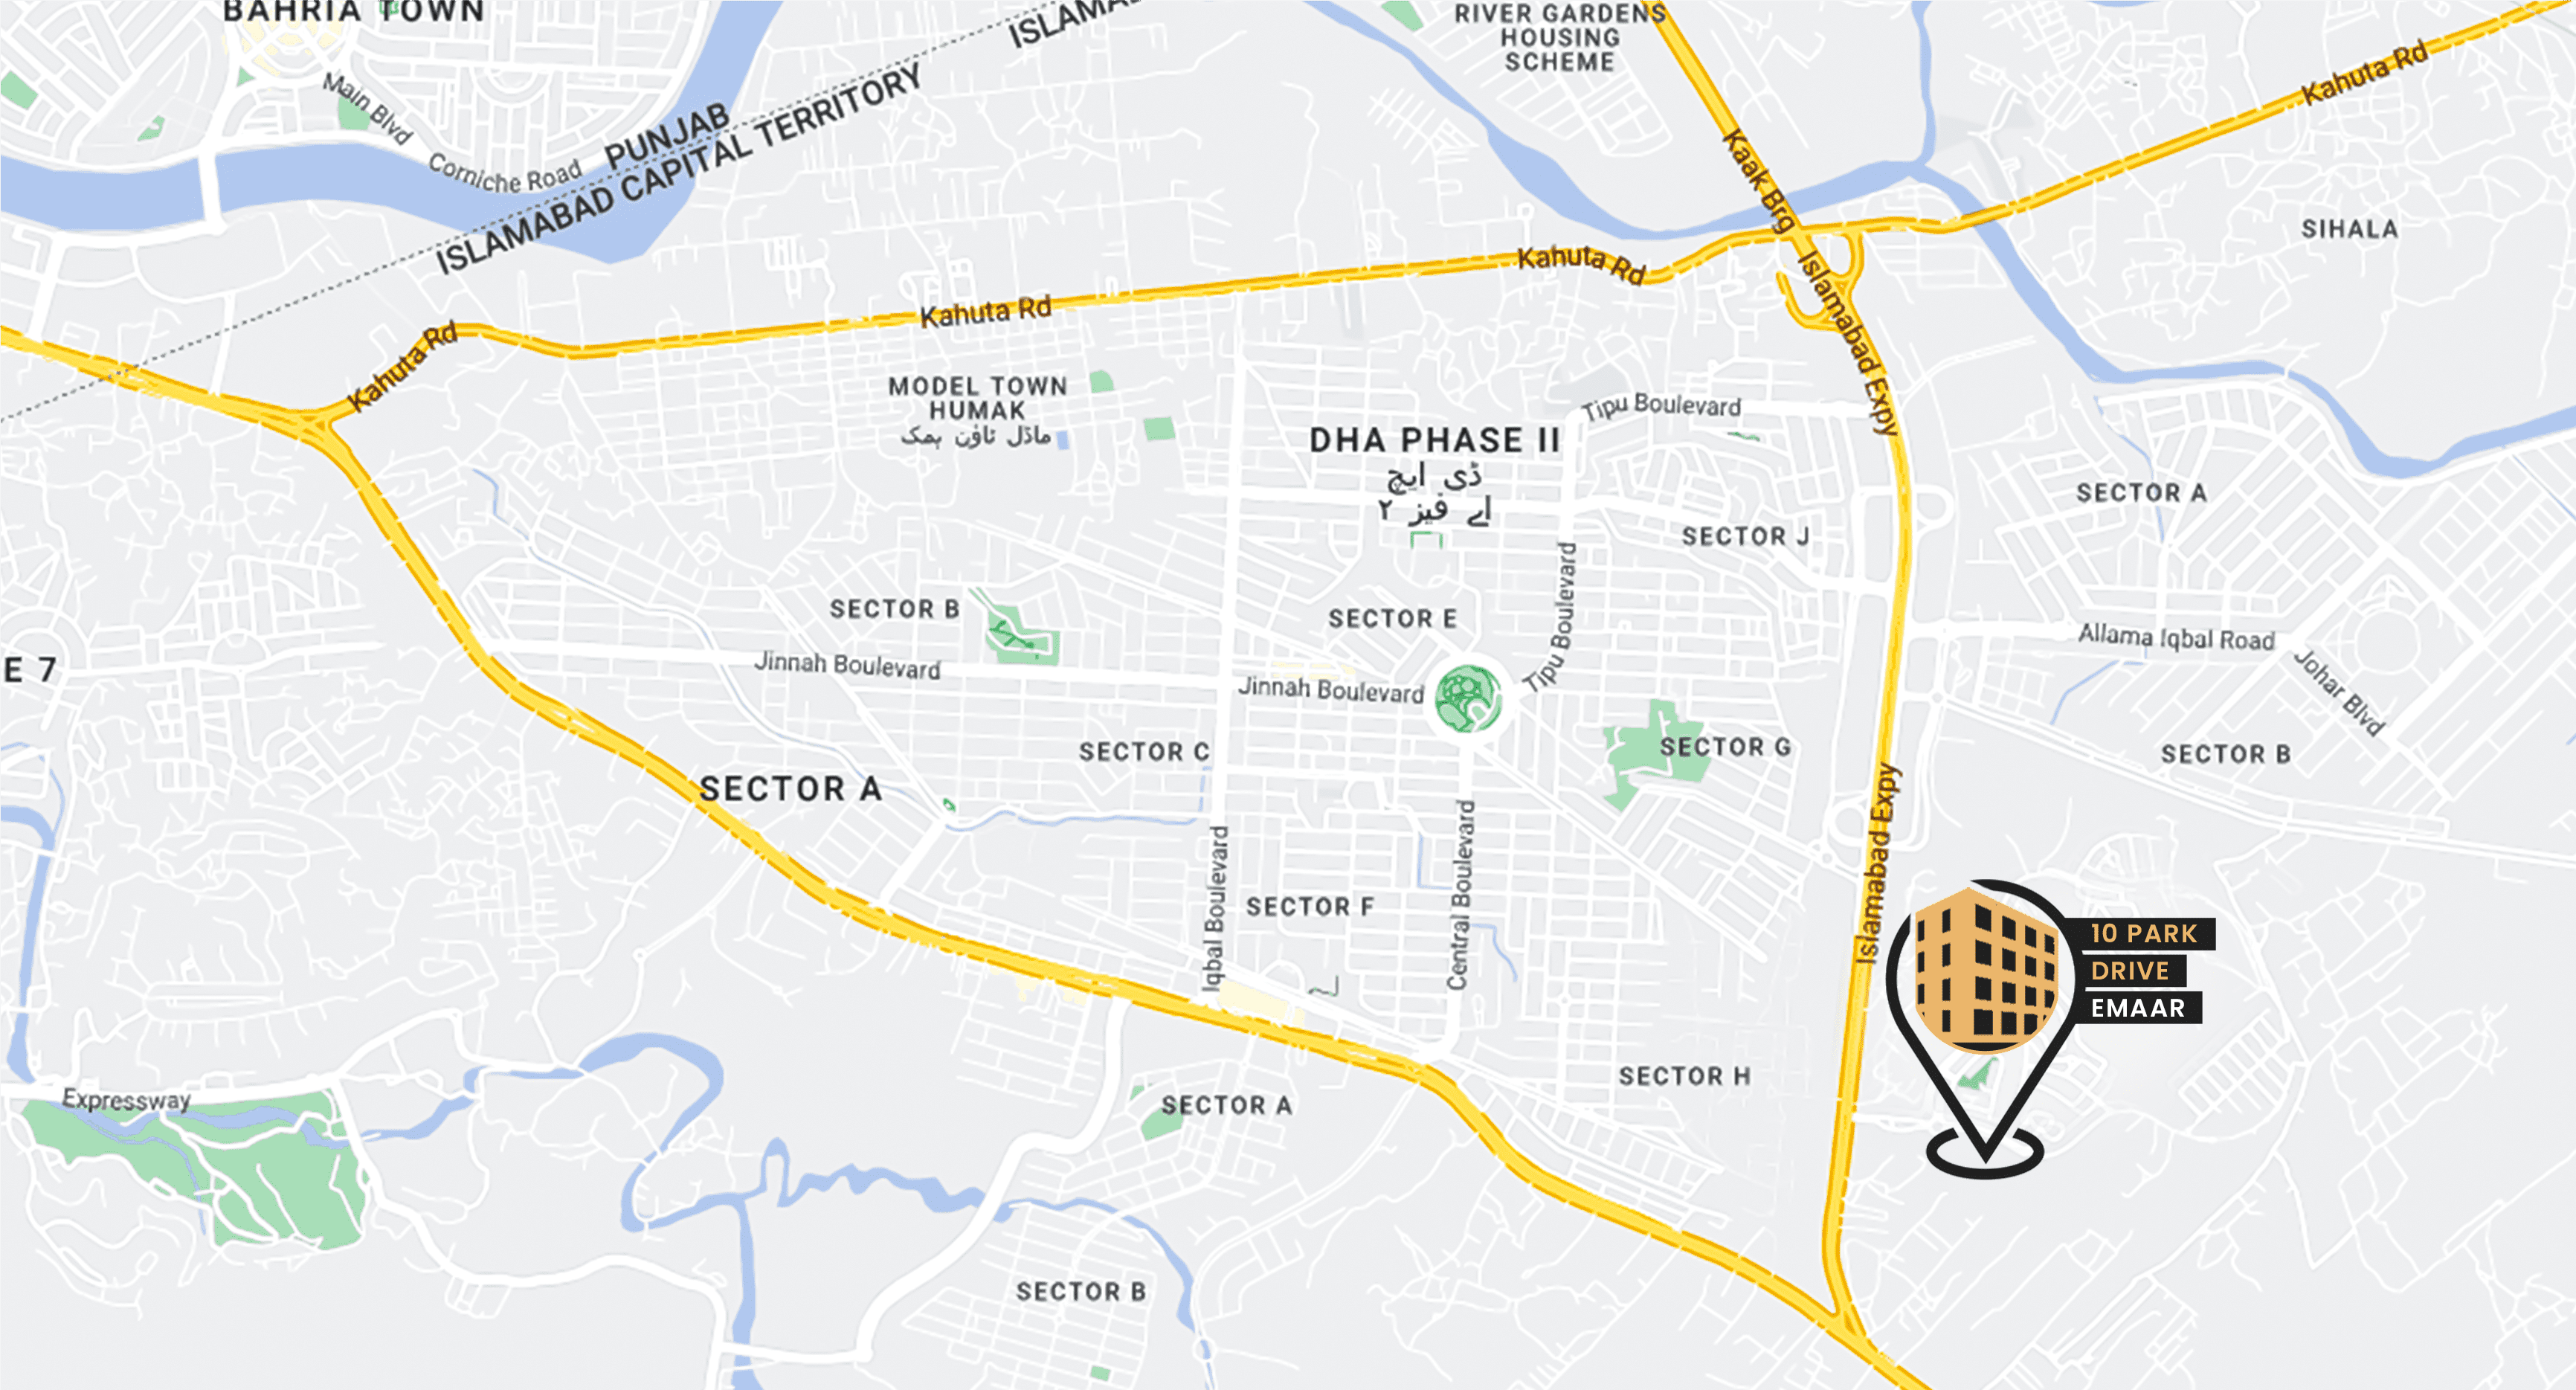 BAHRIA TOWN
ISLAMA
RIVER GARDENS
HOUSING
SCHEME
Kahuta Rd
Main Blvd
Corniche Road
PUNJAB
ISLAMABAD CAPITAL TERRITORY
Kaak Brg
SIHALA
Kahuta Rd
Kahuta Rd
Kahuta Rd
Islamabad Expy
MODEL TOWN
HUMAK
ماڈل ٹاؤن ہمک
Tipu Boulevard
DHA PHASE II
ڈی ایچ
اے فیز ۲
SECTOR A
SECTOR J
SECTOR B
SECTOR E
Tipu Boulevard
Allama Iqbal Road
E 7
Jinnah Boulevard
Jinnah Boulevard
Johar Blvd
SECTOR C
SECTOR G
SECTOR B
SECTOR A
Islamabad Expy
Iqbal Boulevard
SECTOR F
Central Boulevard
10 PARK
DRIVE
EMAAR
SECTOR H
Expressway
SECTOR A
SECTOR B